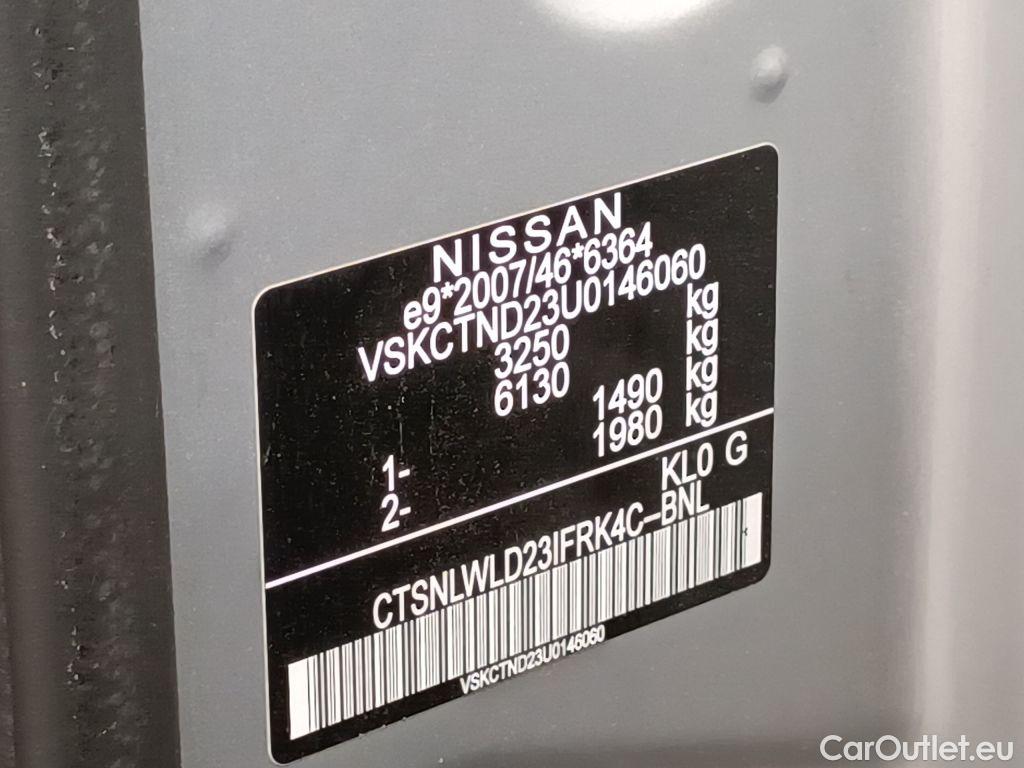 NISSAN
e9*2007/46*6364
VSKCTND23U0146060
3250 kg
6130 kg
1- 1490 kg
2- 1980 kg
KL0 G
CTSNLWLD23IFRK4C-BNL
VSKCTND23U0146060
CarOutlet.eu